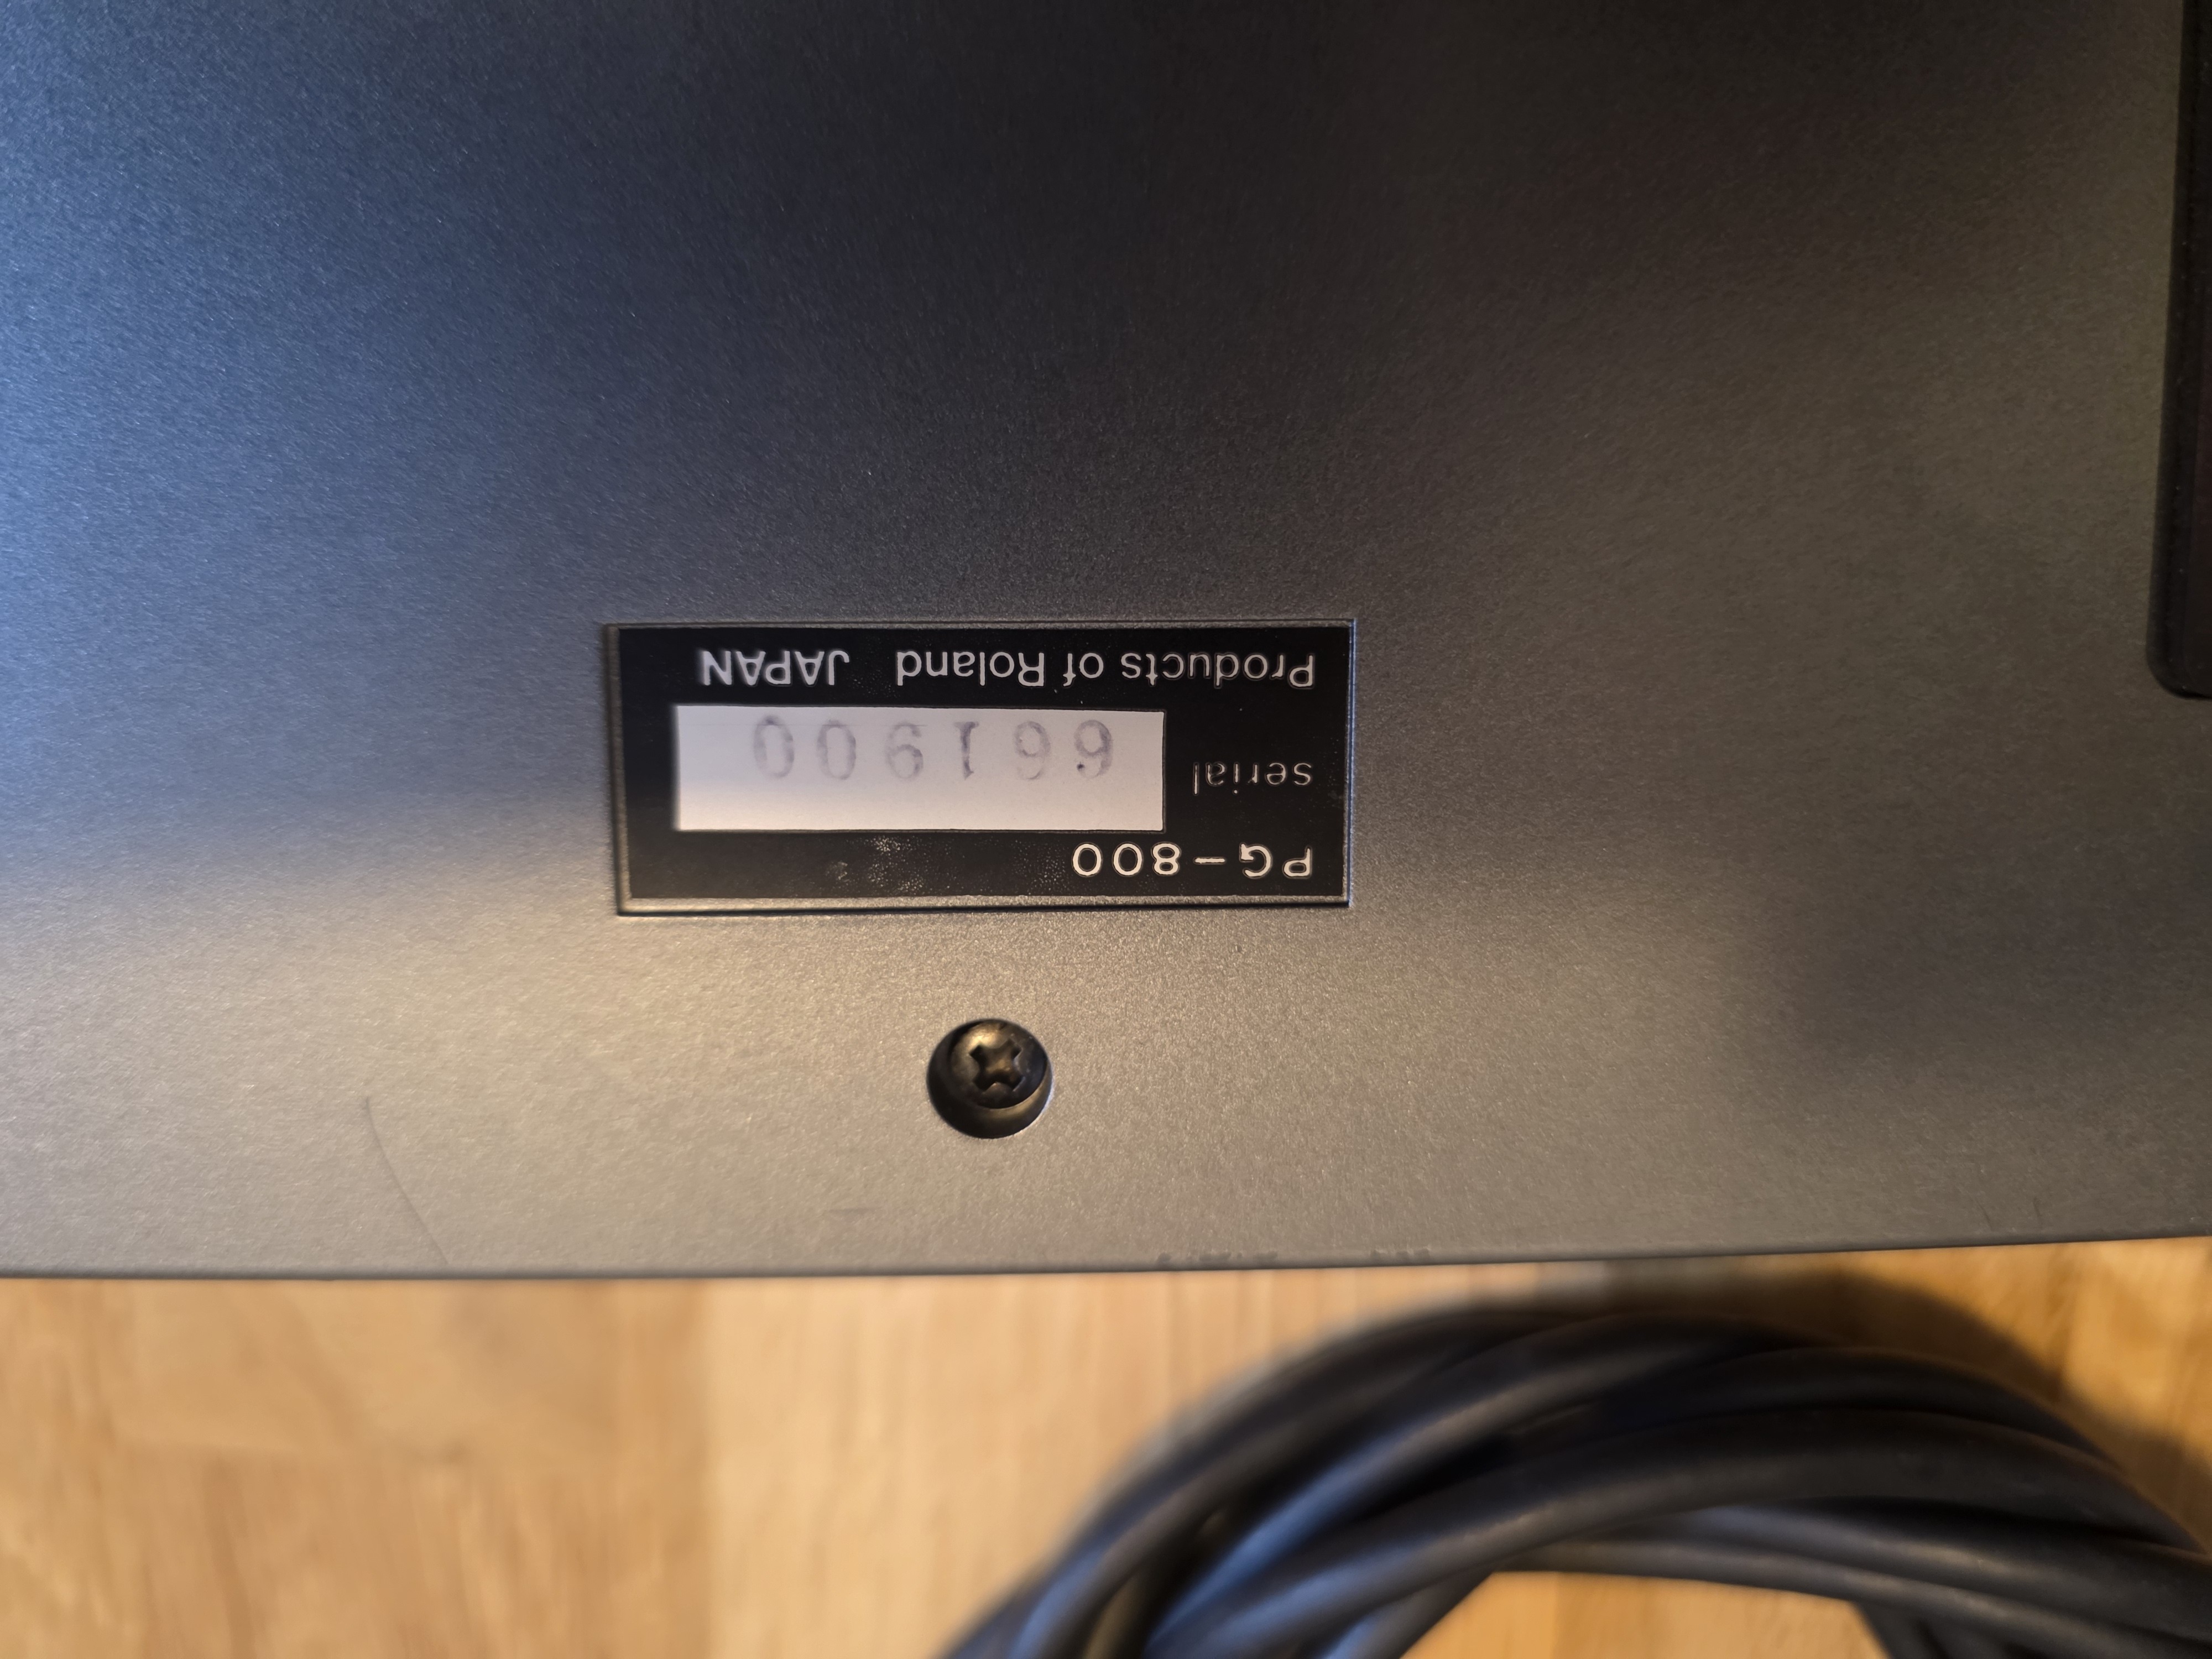 PG-800
serial 661900
Products of Roland JAPAN